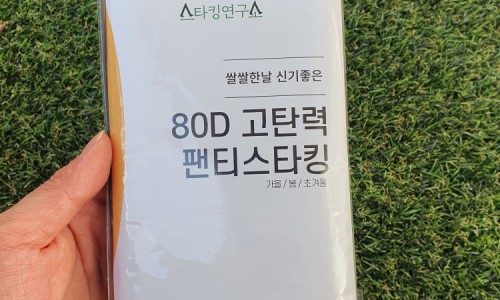 스타킹연구소
쌀쌀한날 신기좋은
80D 고탄력
팬티스타킹
가을 / 봄 / 초겨울